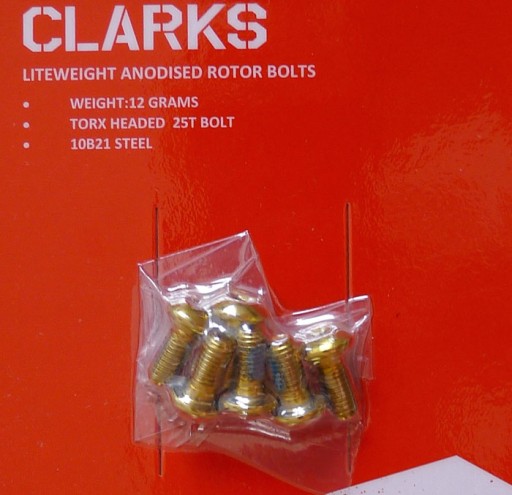 CLARKS
LITEWEIGHT ANODISED ROTOR BOLTS
• WEIGHT:12 GRAMS
• TORX HEADED 25T BOLT
• 10B21 STEEL